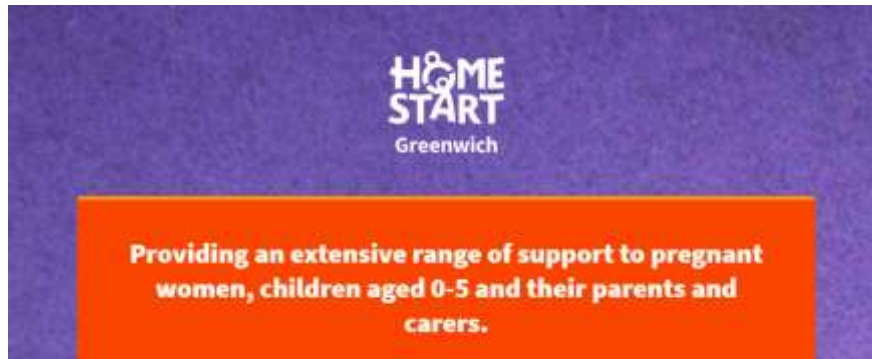 HOME
START
Greenwich
Providing an extensive range of support to pregnant
women, children aged 0-5 and their parents and
carers.